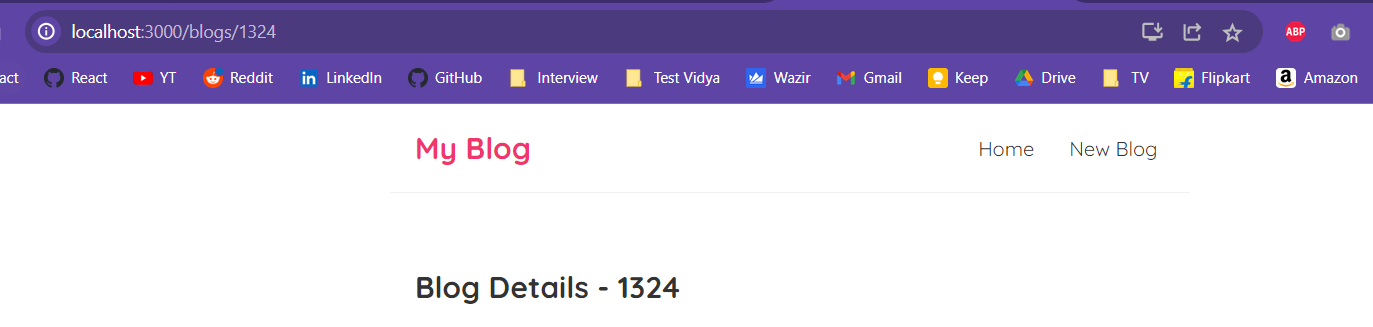 localhost:3000/blogs/1324
ABP
act React YT Reddit LinkedIn GitHub Interview Test Vidya Wazir Gmail Keep Drive TV Flipkart Amazon
My Blog Home New Blog
Blog Details - 1324